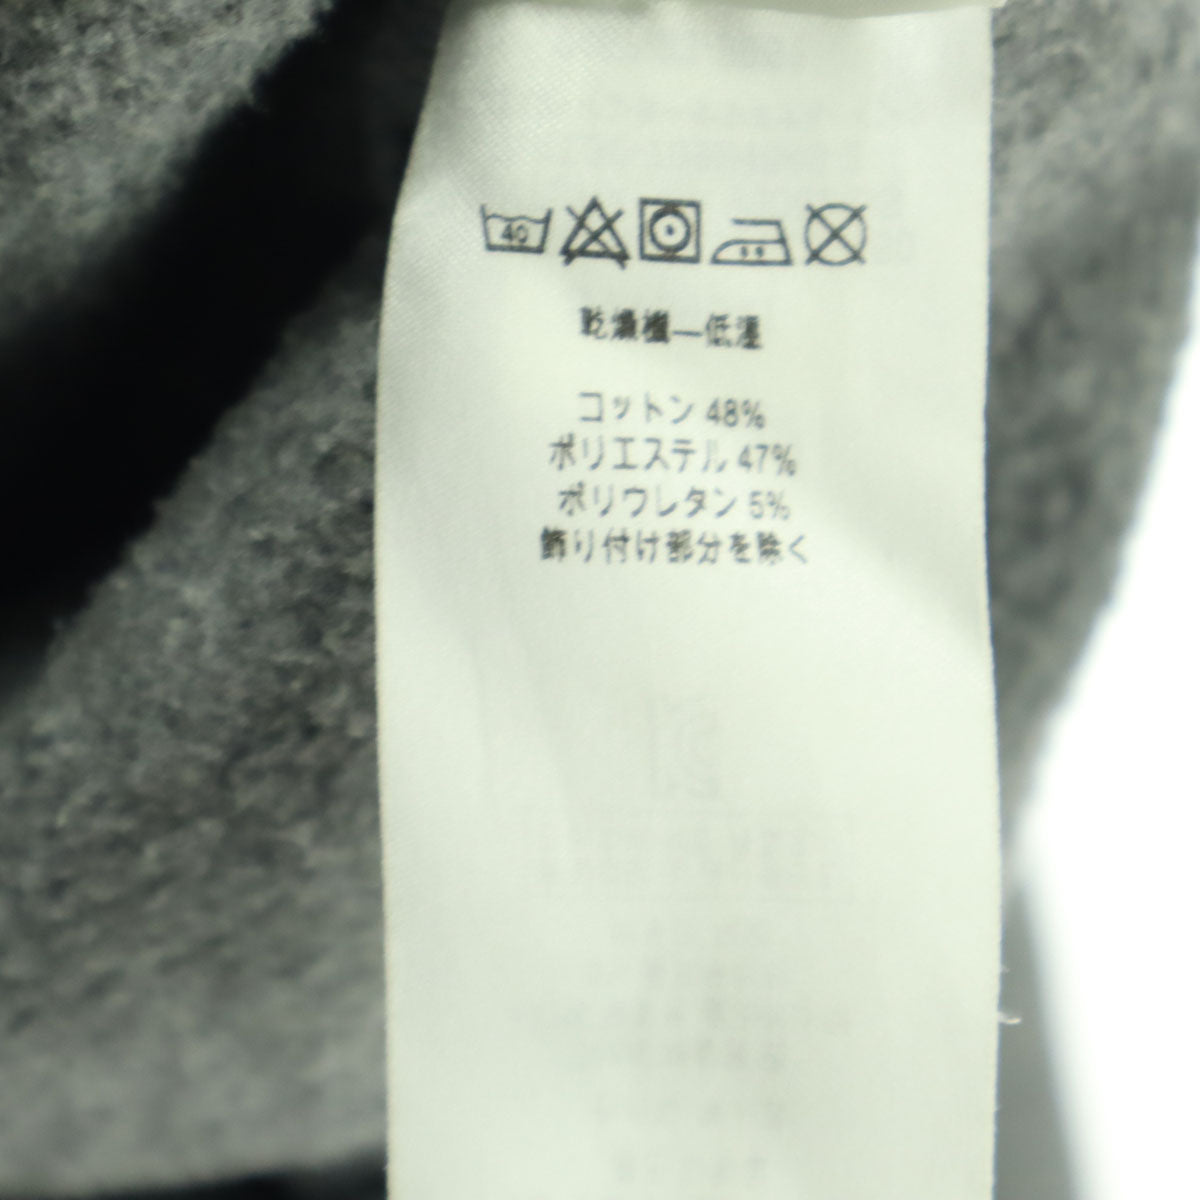 40
乾燥機—低温
コットン 48%
ポリエステル 47%
ポリウレタン 5%
飾り付け部分を除く